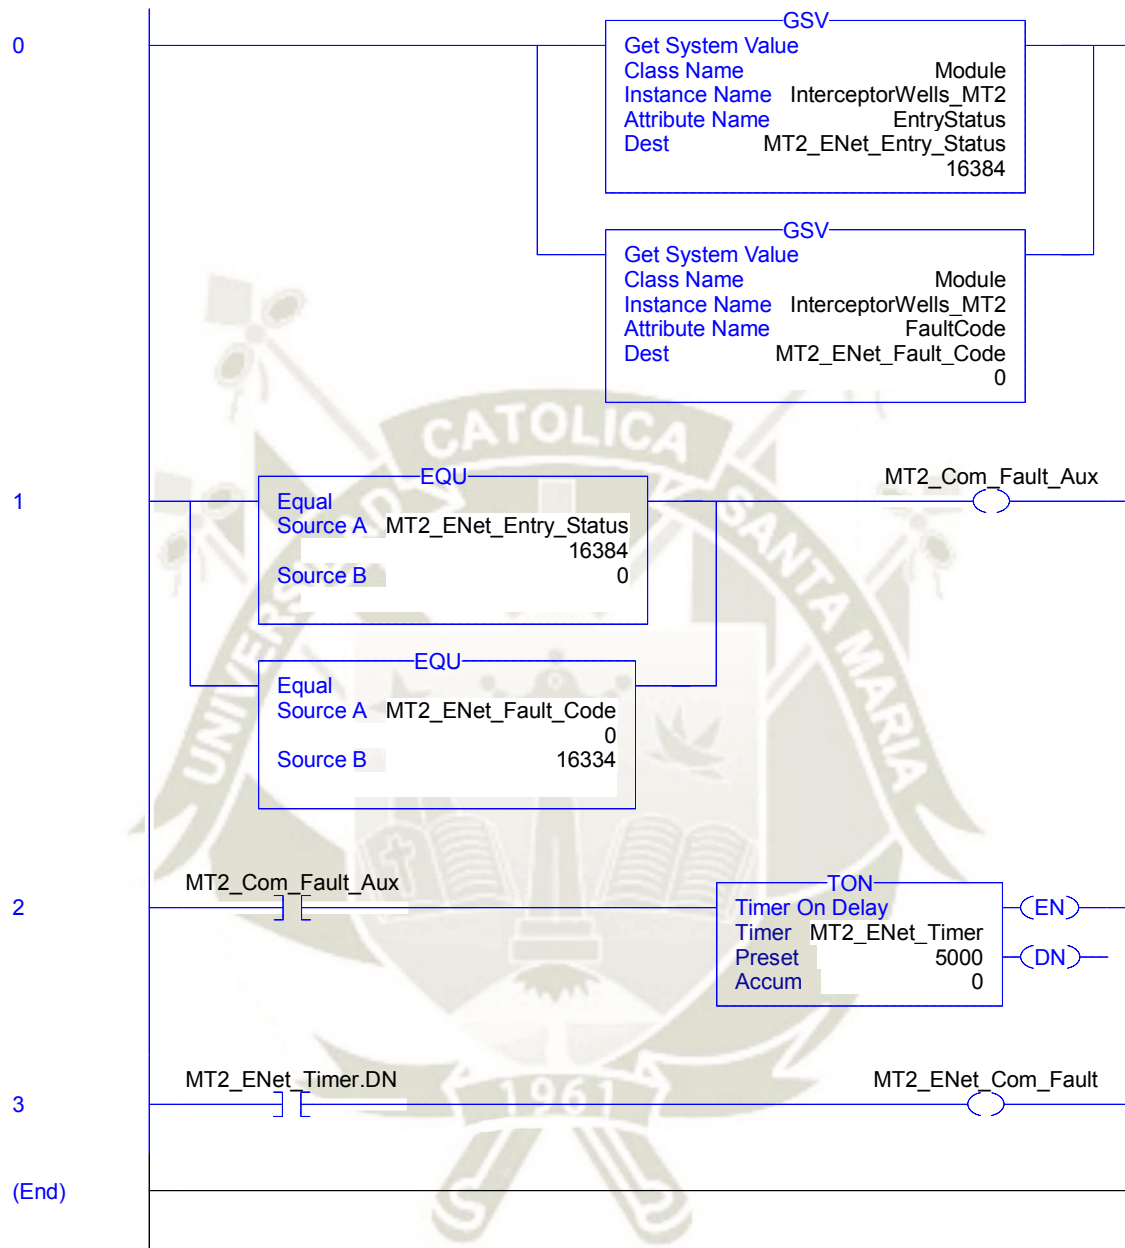 0
GSV
Get System Value
Class Name Module
Instance Name InterceptorWells_MT2
Attribute Name EntryStatus
Dest MT2_ENet_Entry_Status
16384
GSV
Get System Value
Class Name Module
Instance Name InterceptorWells_MT2
Attribute Name FaultCode
Dest MT2_ENet_Fault_Code
0
UNIVERSIDAD CATOLICA SANTA MARIA
1
EQU
Equal
Source A MT2_ENet_Entry_Status
16384
Source B 0
MT2_Com_Fault_Aux
EQU
Equal
Source A MT2_ENet_Fault_Code
0
Source B 16334
2
MT2_Com_Fault_Aux
TON
Timer On Delay
Timer MT2_ENet_Timer
Preset 5000
Accum 0
EN
DN
3
MT2_ENet_Timer.DN
MT2_ENet_Com_Fault
1961
(End)